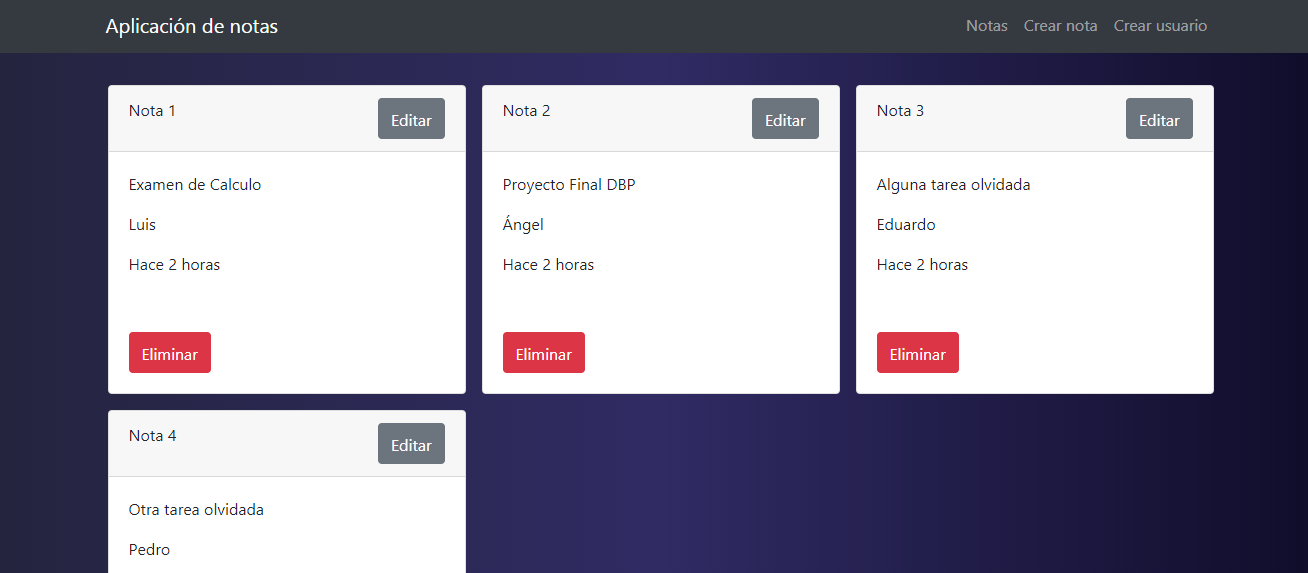 Aplicación de notas
Notas Crear nota Crear usuario
Nota 1
Editar
Examen de Calculo
Luis
Hace 2 horas
Eliminar
Nota 2
Editar
Proyecto Final DBP
Ángel
Hace 2 horas
Eliminar
Nota 3
Editar
Alguna tarea olvidada
Eduardo
Hace 2 horas
Eliminar
Nota 4
Editar
Otra tarea olvidada
Pedro